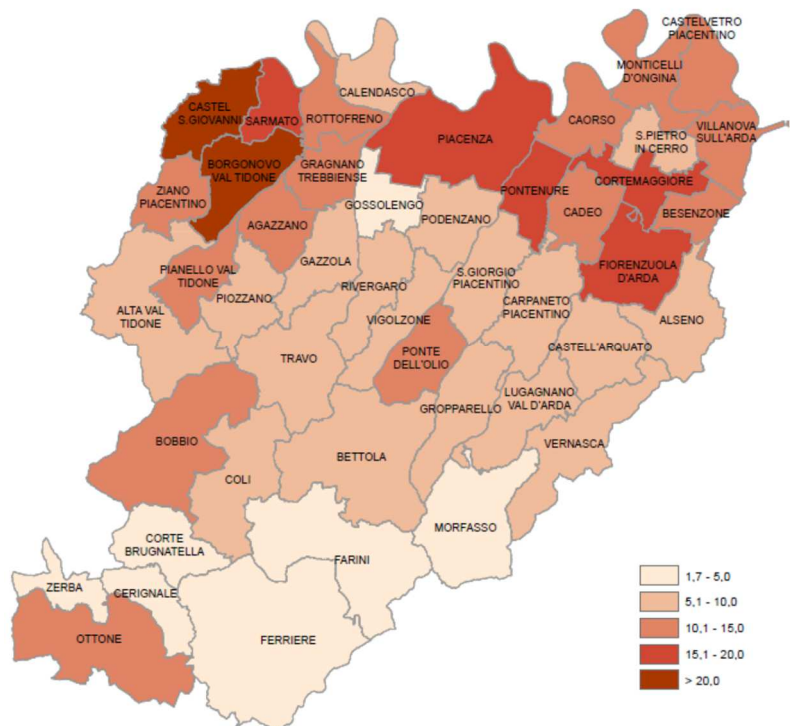 CASTELVETRO
PIACENTINO
MONTICELLI
D'ONGINA
CALENDASCO
CASTEL
S.GIOVANNI
SARMATO
ROTTOFRENO
CAORSO
VILLANOVA
SULL'ARDA
S.PIETRO
IN CERRO
PIACENZA
BORGONOVO
VAL TIDONE
GRAGNANO
TREBBIENSE
ZIANO
PIACENTINO
PONTENURE
CORTEMAGGIORE
GOSSOLENGO
CADEO
BESENZONE
PODENZANO
AGAZZANO
GAZZOLA
PIANELLO VAL
TIDONE
S.GIORGIO
PIACENTINO
FIORENZUOLA
D'ARDA
RIVERGARO
PIOZZANO
CARPANETO
PIACENTINO
ALTA VAL
TIDONE
VIGOLZONE
ALSENO
CASTELL'ARQUATO
TRAVO
PONTE
DELL'OLIO
LUGAGNANO
VAL D'ARDA
GROPPARELLO
BOBBIO
VERNASCA
BETTOLA
COLI
MORFASSO
CORTE
BRUGNATELLA
FARINI
ZERBA
CERIGNALE
OTTONE
FERRIERE
1,7 - 5,0
5,1 - 10,0
10,1 - 15,0
15,1 - 20,0
> 20,0